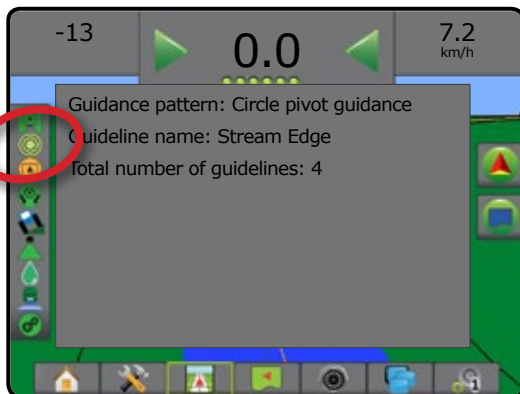 -13
0.0
7.2
km/h
Guidance pattern: Circle pivot guidance
Guideline name: Stream Edge
Total number of guidelines: 4
1